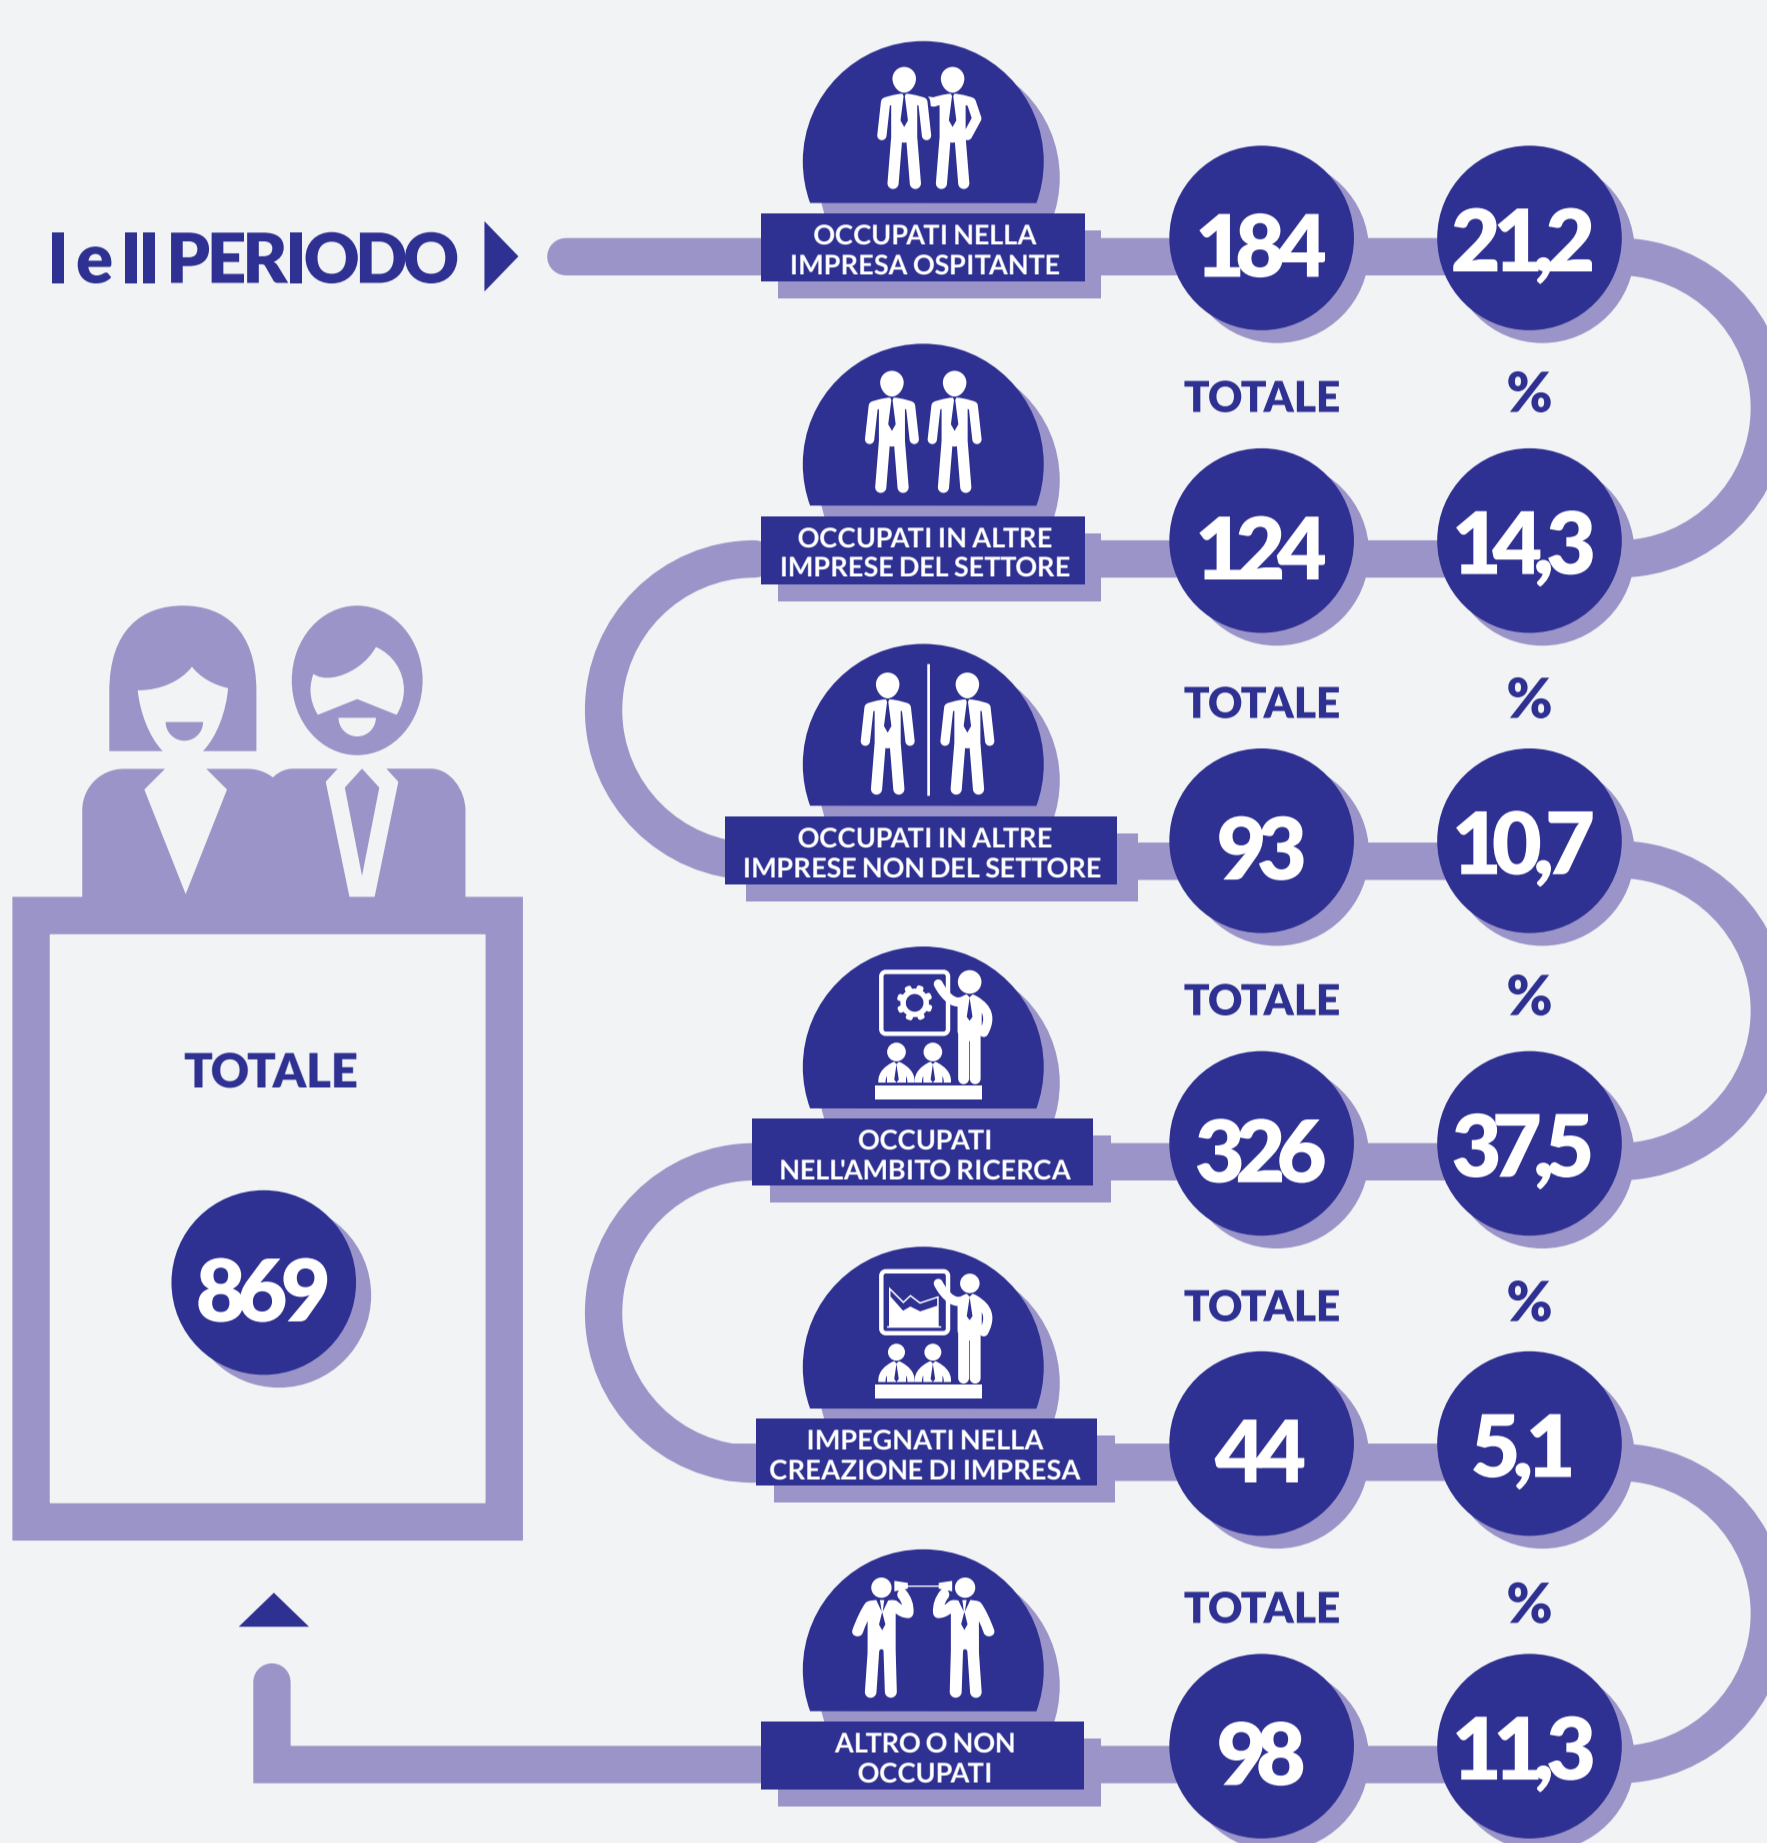 I e II PERIODO
OCCUPATI NELLA
IMPRESA OSPITANTE
184
21,2
TOTALE
%
OCCUPATI IN ALTRE
IMPRESE DEL SETTORE
124
14,3
TOTALE
%
OCCUPATI IN ALTRE
IMPRESE NON DEL SETTORE
93
10,7
TOTALE
%
OCCUPATI
NELL'AMBITO RICERCA
326
37,5
TOTALE
%
IMPEGNATI NELLA
CREAZIONE DI IMPRESA
44
5,1
TOTALE
%
ALTRO O NON
OCCUPATI
98
11,3
TOTALE
869